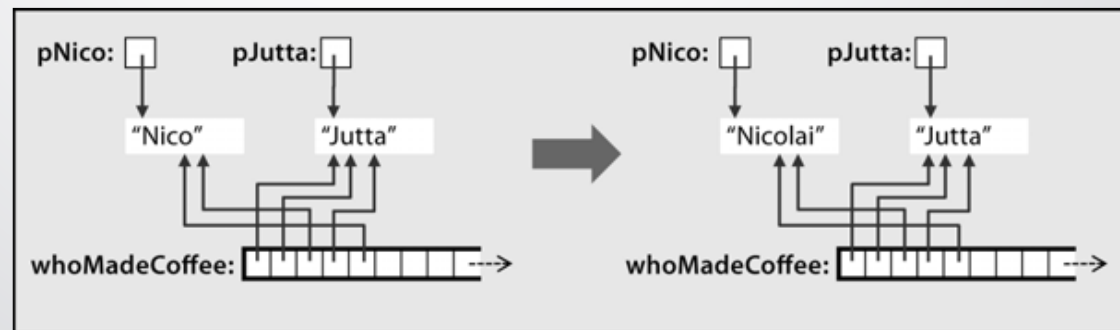 pNico: pJutta: pNico: pJutta:
“Nico” “Jutta” “Nicolai” “Jutta”
whoMadeCoffee: whoMadeCoffee: